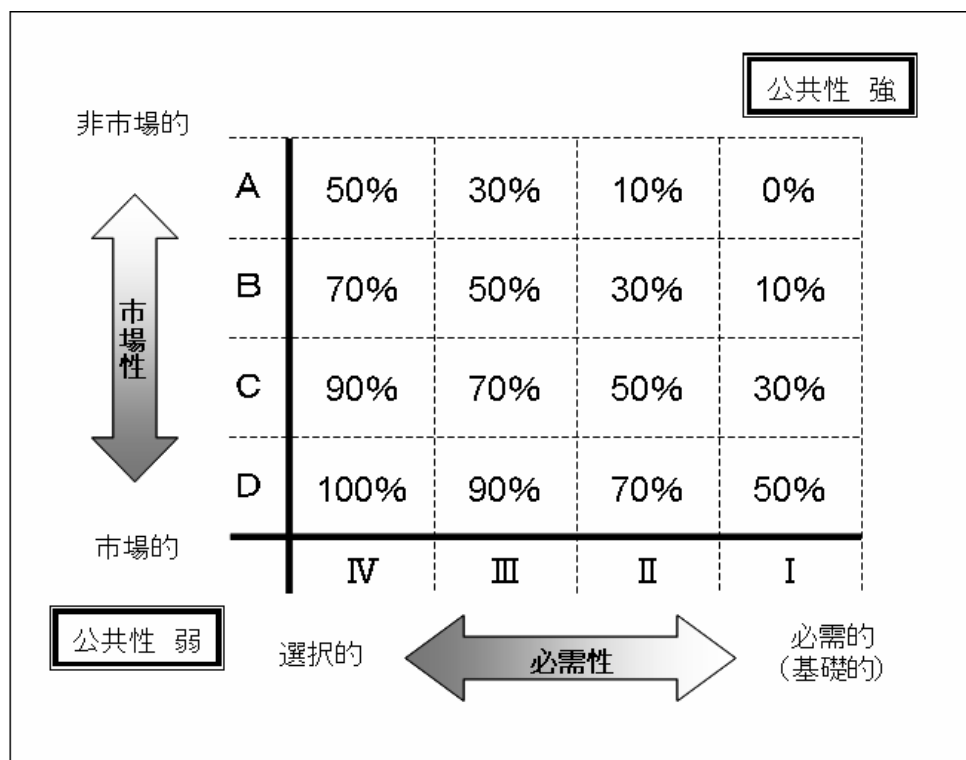 公共性 強
非市場的
A 50% 30% 10% 0%
B 70% 50% 30% 10%
市場性
C 90% 70% 50% 30%
D 100% 90% 70% 50%
市場的
Ⅳ Ⅲ Ⅱ Ⅰ
公共性 弱
選択的
必需性
必需的
(基礎的)